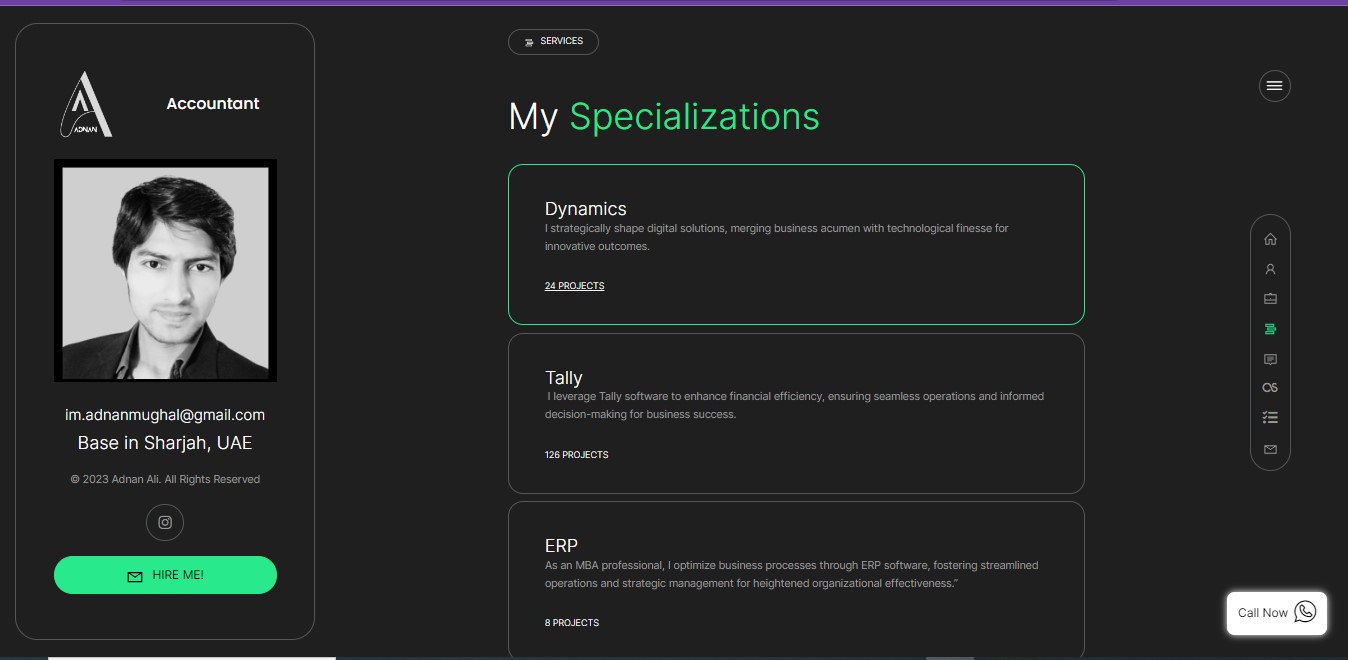 SERVICES
ADNAN
Accountant
My Specializations
Dynamics
I strategically shape digital solutions, merging business acumen with technological finesse for
innovative outcomes.
24 PROJECTS
Tally
I leverage Tally software to enhance financial efficiency, ensuring seamless operations and informed
decision-making for business success.
126 PROJECTS
ERP
As an MBA professional, I optimize business processes through ERP software, fostering streamlined
operations and strategic management for heightened organizational effectiveness.”
8 PROJECTS
im.adnanmughal@gmail.com
Base in Sharjah, UAE
© 2023 Adnan Ali. All Rights Reserved
HIRE ME!
Call Now